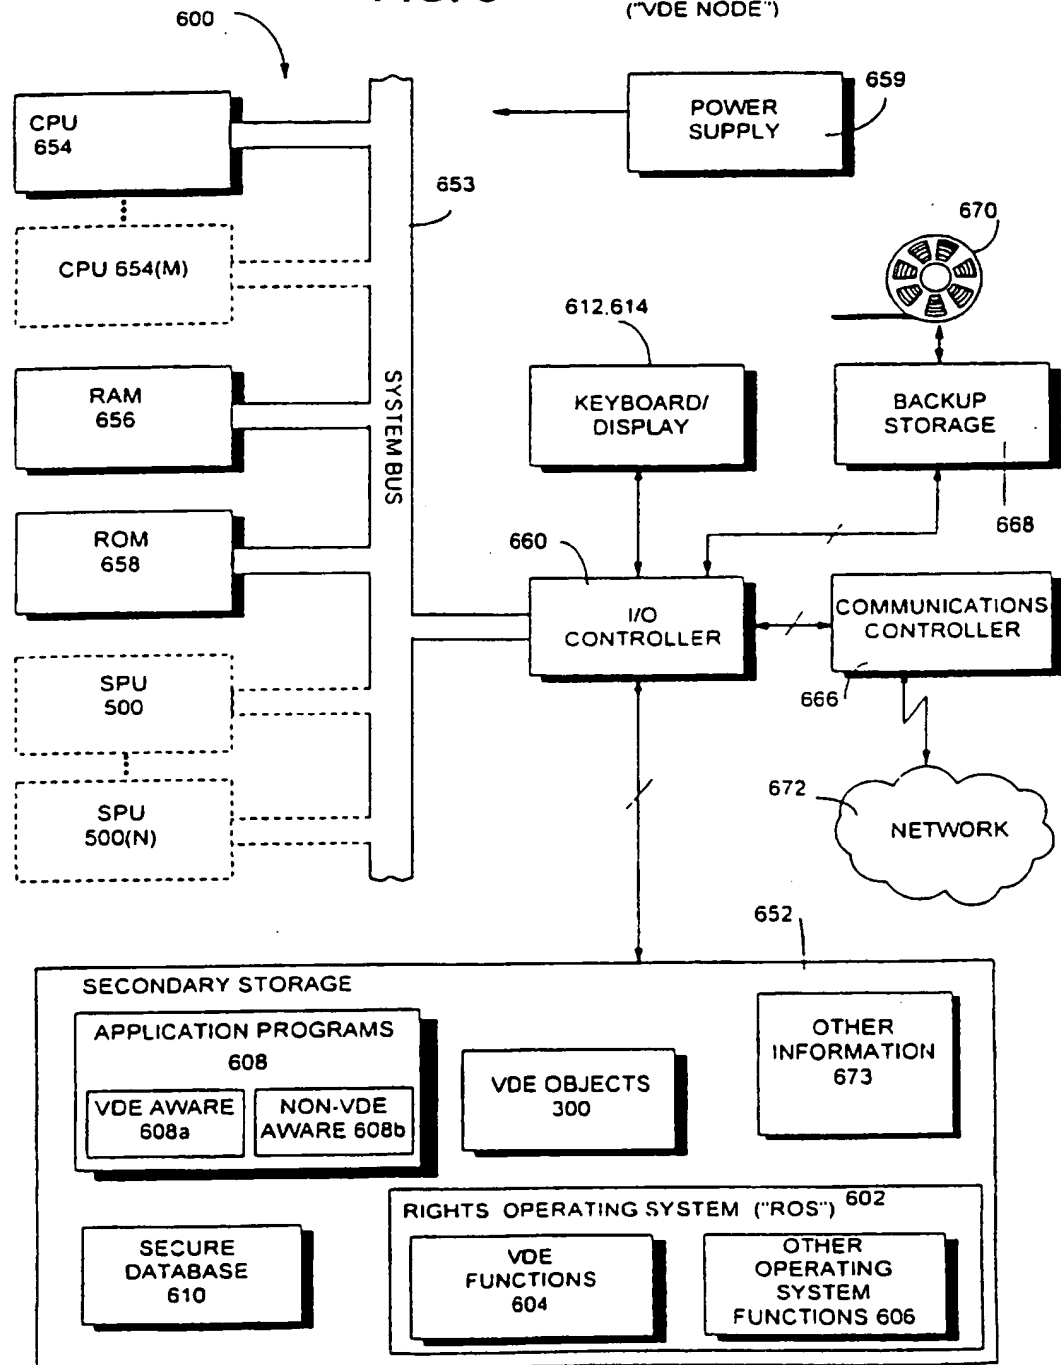 ("VDE NODE")
600
CPU
654
POWER
SUPPLY
659
653
CPU 654(M)
670
612.614
RAM
656
SYSTEM BUS
KEYBOARD/
DISPLAY
BACKUP
STORAGE
668
ROM
658
660
I/O
CONTROLLER
COMMUNICATIONS
CONTROLLER
666
SPU
500
SPU
500(N)
672
NETWORK
652
SECONDARY STORAGE
APPLICATION PROGRAMS
608
VDE AWARE
608a
NON-VDE
AWARE 608b
VDE OBJECTS
300
OTHER
INFORMATION
673
SECURE
DATABASE
610
RIGHTS OPERATING SYSTEM ("ROS") 602
VDE
FUNCTIONS
604
OTHER
OPERATING
SYSTEM
FUNCTIONS 606